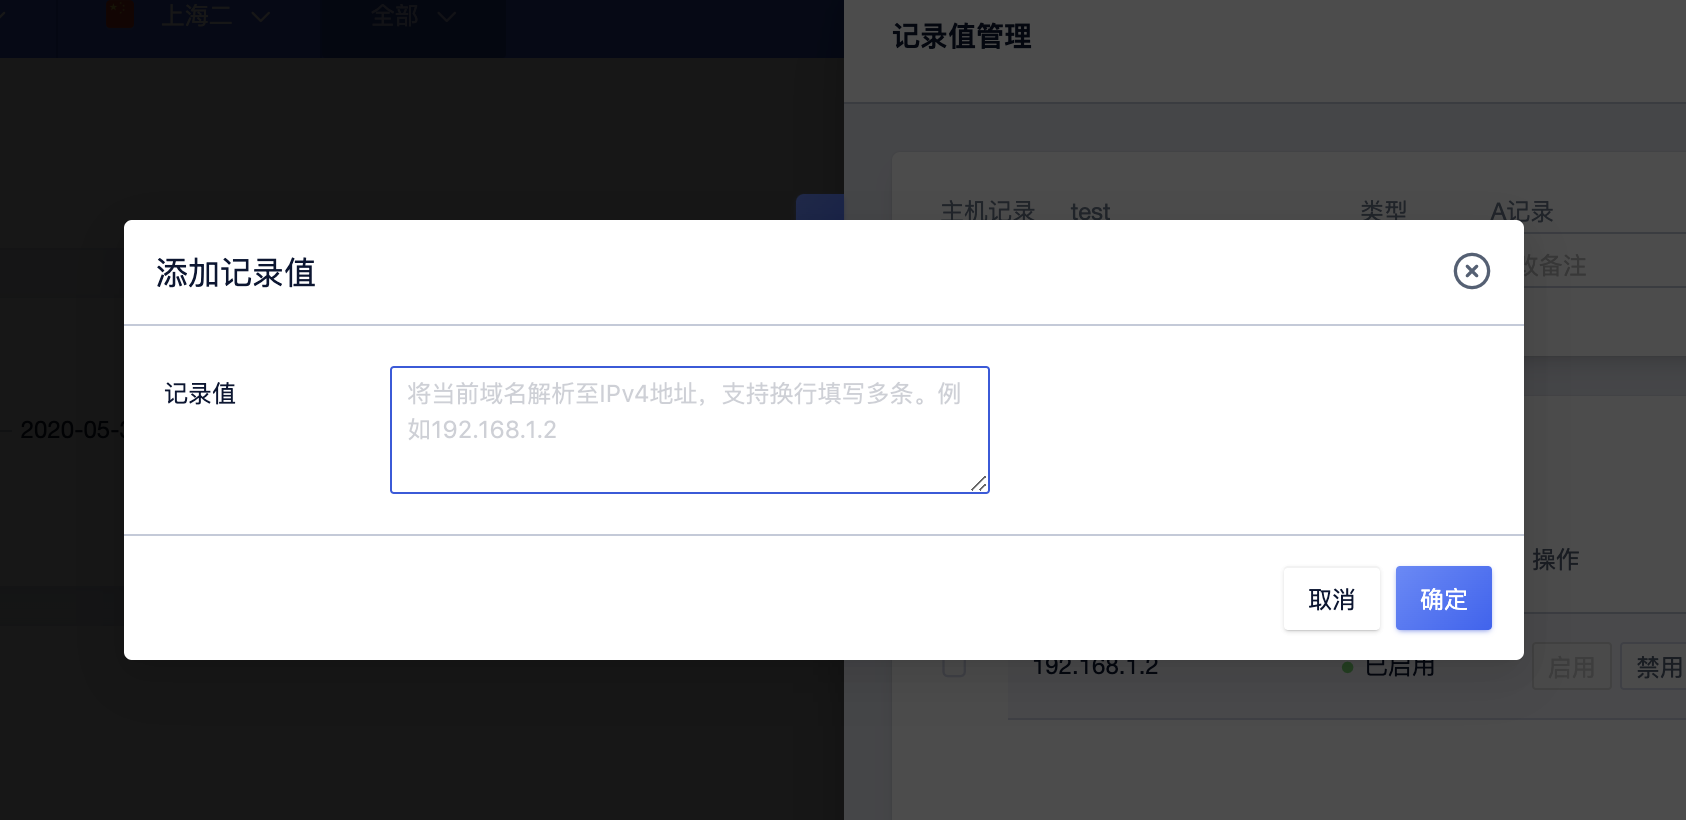 上海二
全部
记录值管理
主机记录 test 类型 A记录
改备注
添加记录值
2020-05-3
记录值
将当前域名解析至IPv4地址，支持换行填写多条。例
如192.168.1.2
操作
取消
确定
192.168.1.2 已启用 启用 禁用